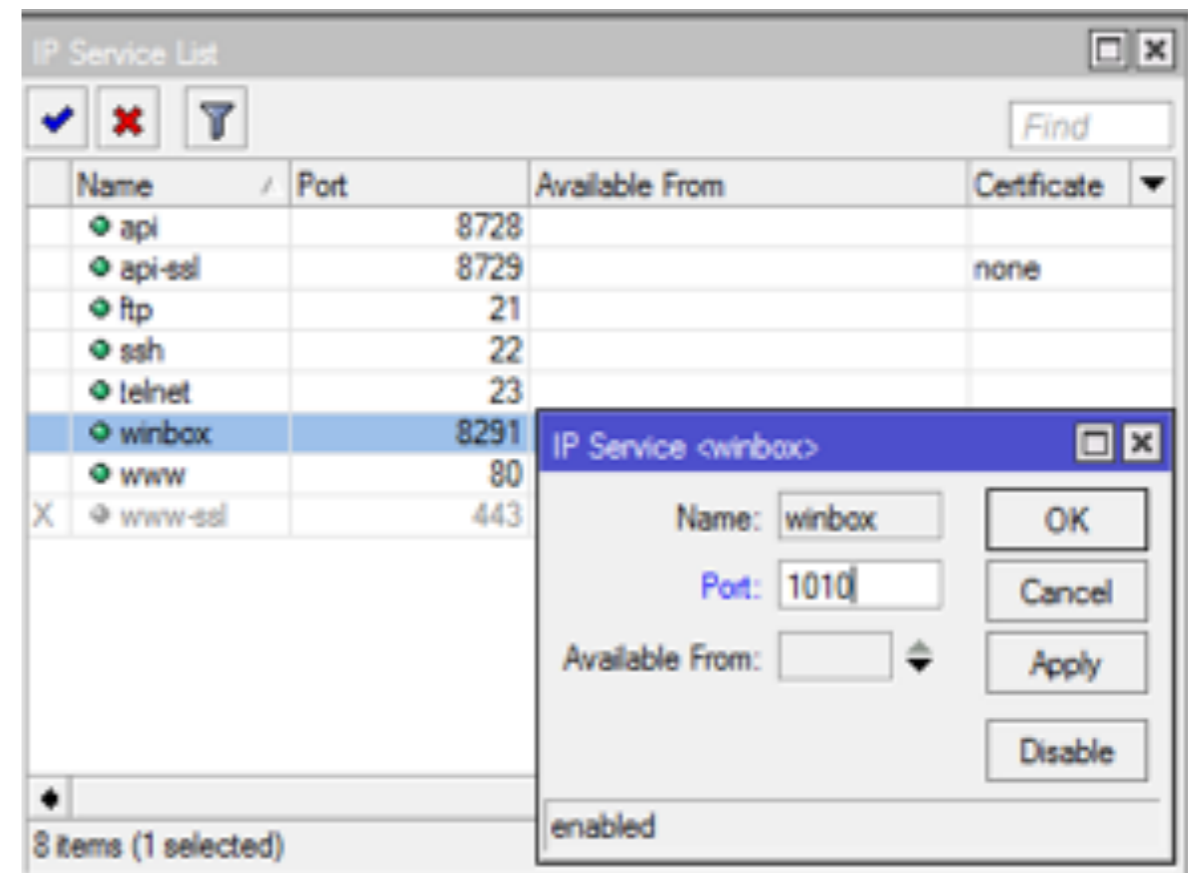 IP Service List
Find
Name Port Available From Certificate
api 8728
api-ssl 8729 none
ftp 21
ssh 22
telnet 23
winbox 8291
www 80
X www-ssl 443
8 items (1 selected)
IP Service <winbox>
Name: winbox OK
Port: 1010 Cancel
Available From: Apply
Disable
enabled